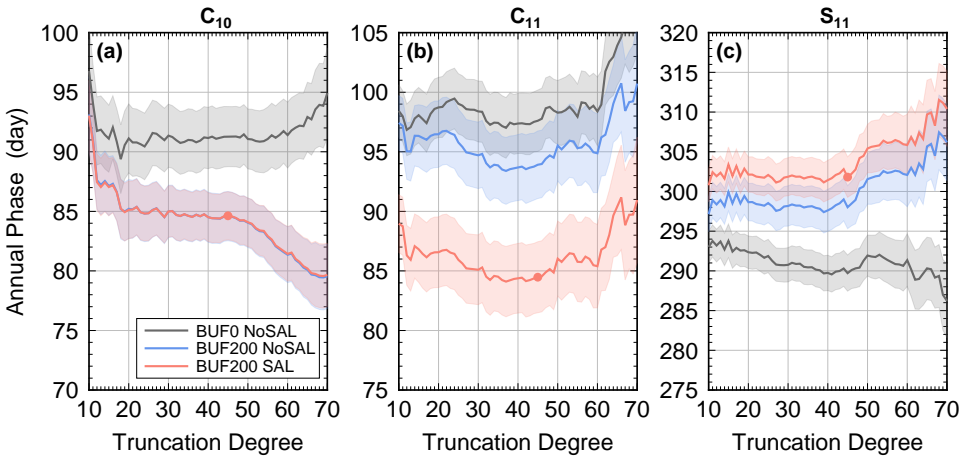 C10 C11 S11
Annual Phase (day)
(a)
100
95
90
85
80
75
70
BUF0 NoSAL
BUF200 NoSAL
BUF200 SAL
10 20 30 40 50 60 70
Truncation Degree
(b)
105
100
95
90
85
80
75
10 20 30 40 50 60 70
Truncation Degree
(c)
320
315
310
305
300
295
290
285
280
275
10 20 30 40 50 60 70
Truncation Degree